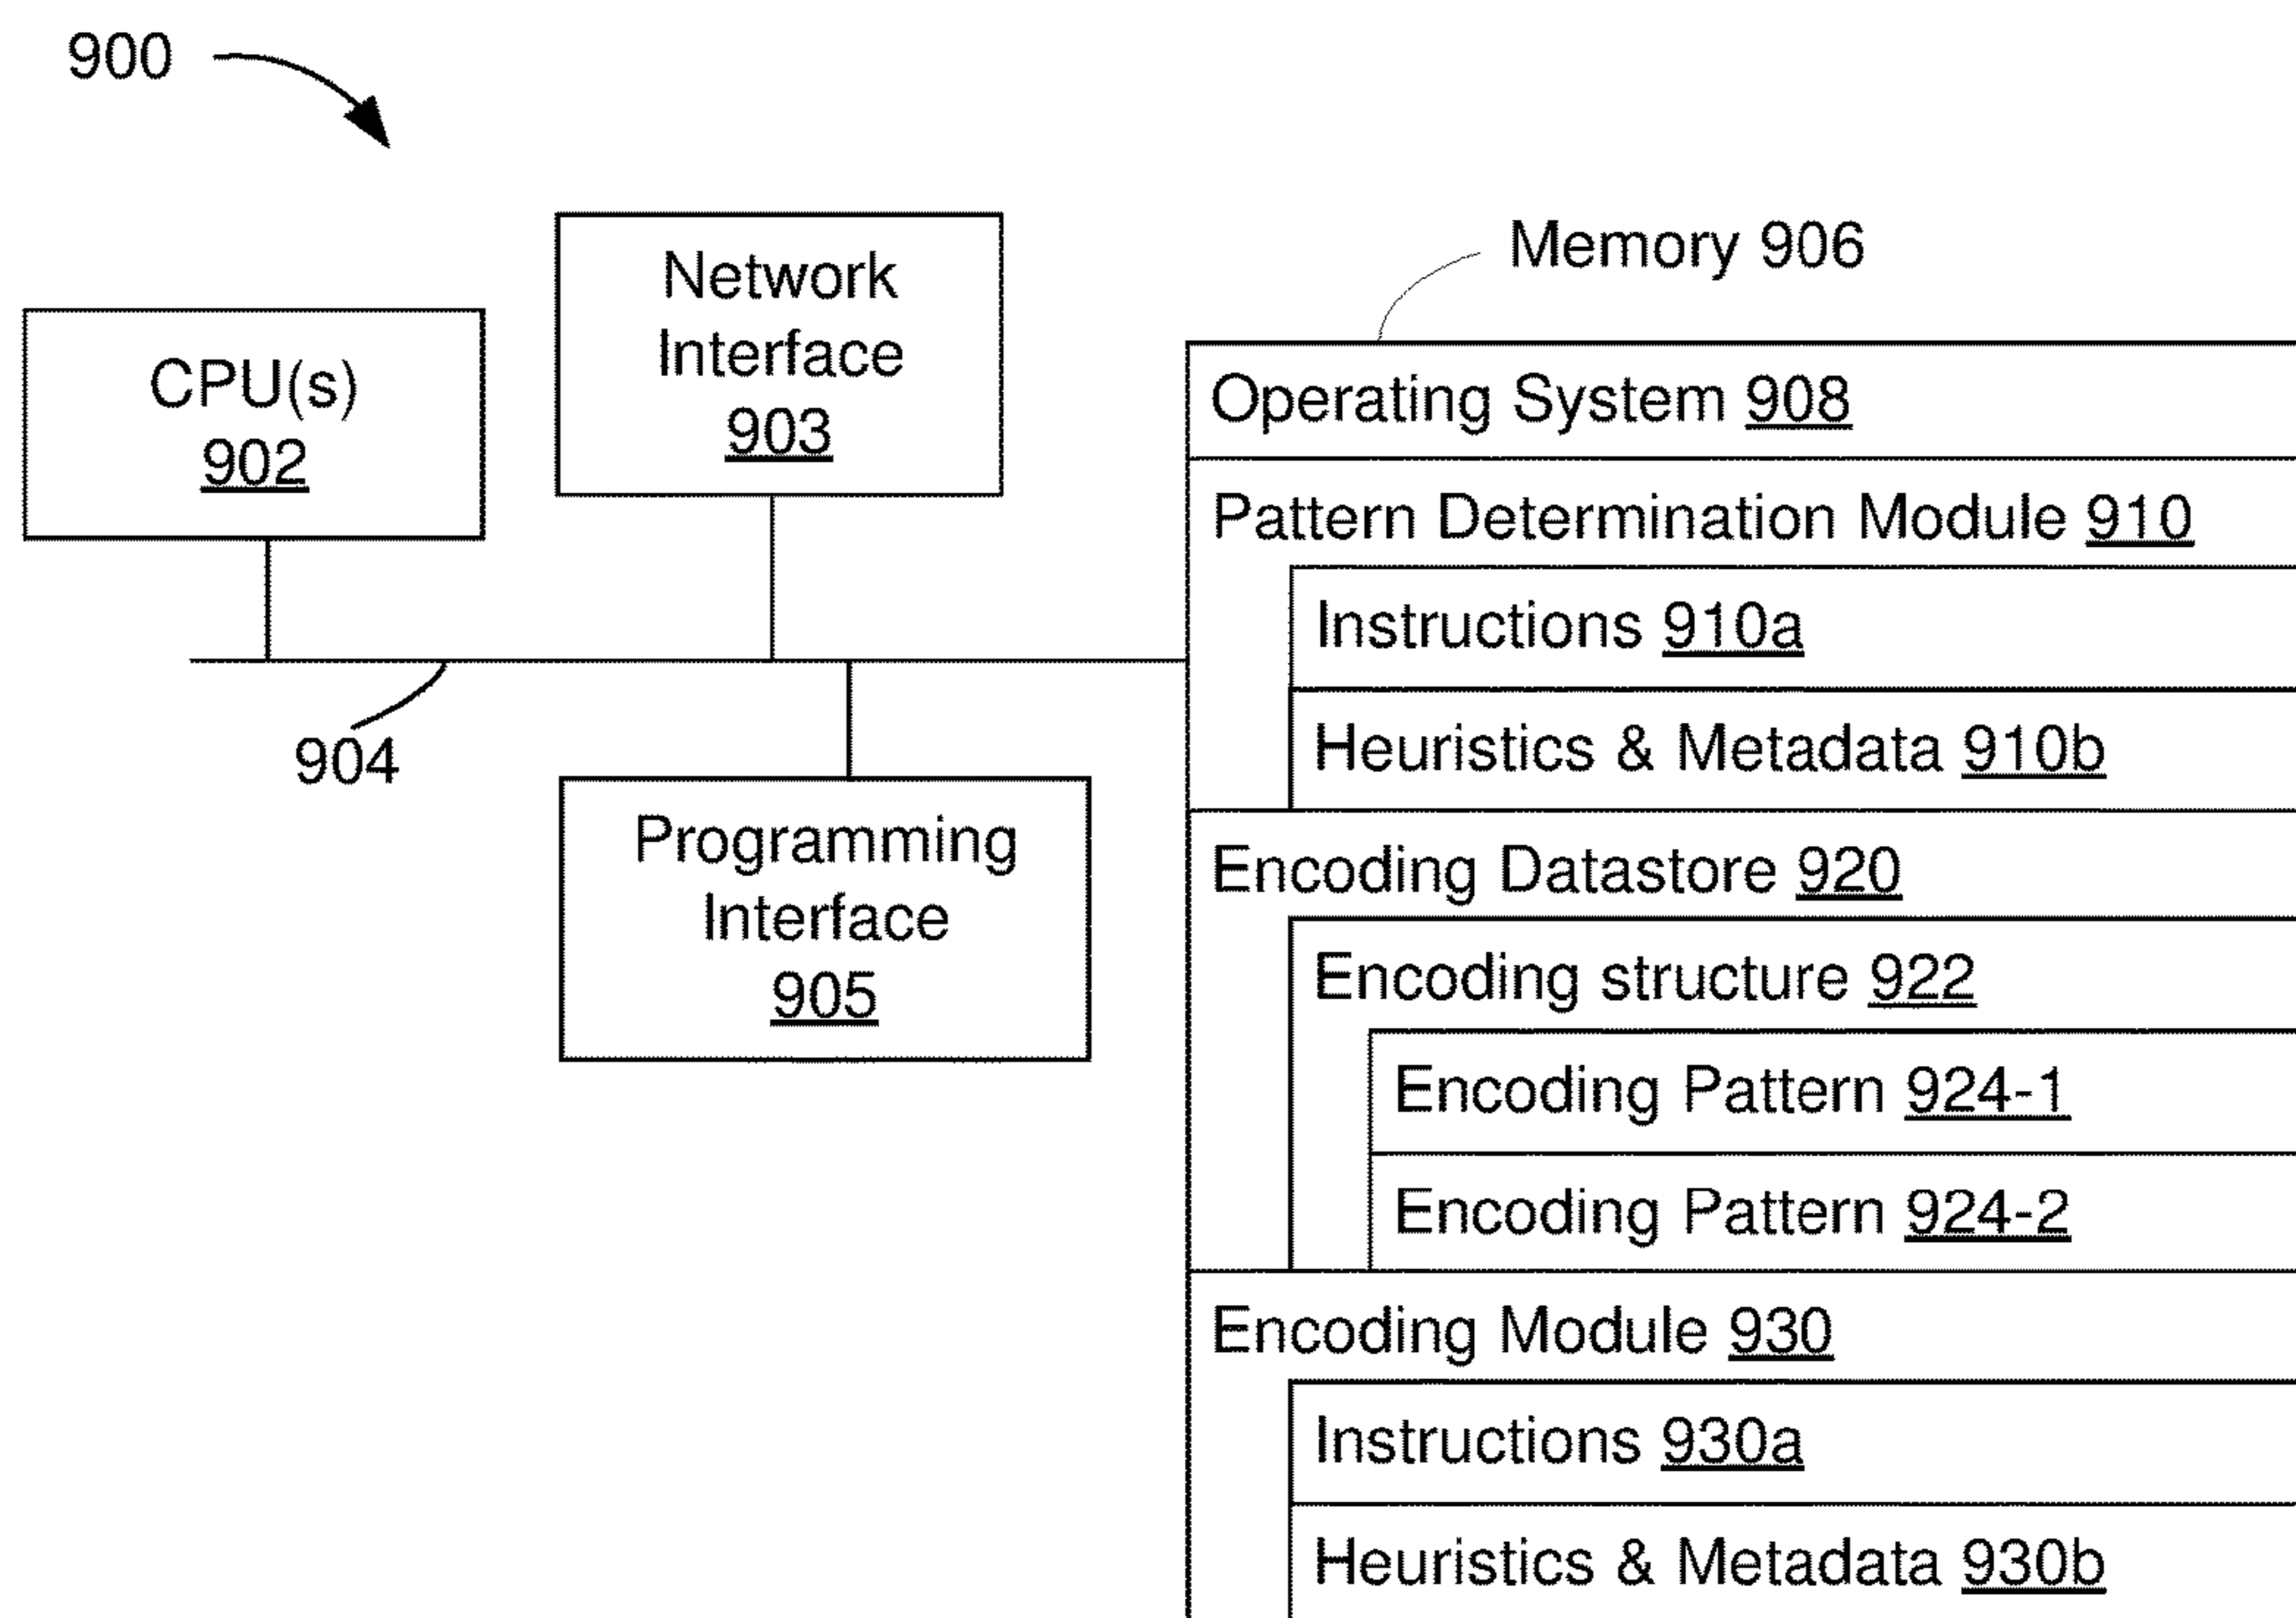 900
CPU(s)
902
Network
Interface
903
904
Programming
Interface
905
Memory 906
Operating System 908
Pattern Determination Module 910
Instructions 910a
Heuristics & Metadata 910b
Encoding Datastore 920
Encoding structure 922
Encoding Pattern 924-1
Encoding Pattern 924-2
Encoding Module 930
Instructions 930a
Heuristics & Metadata 930b